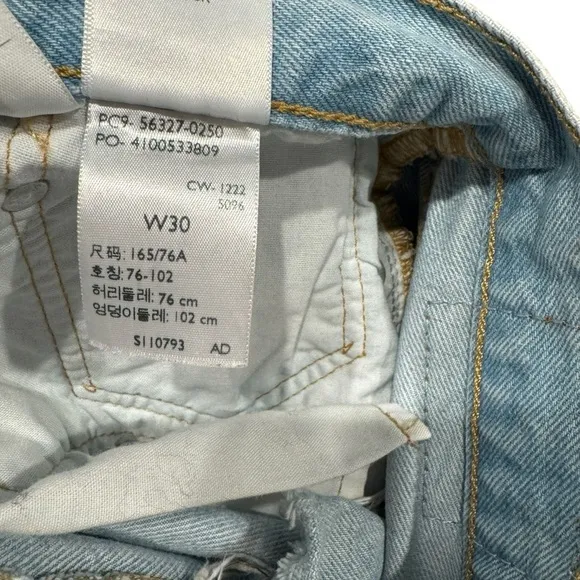 PC9- 56327-0250
PO- 4100533809
CW- 1222
5096
W30
尺码: 165/76A
호칭: 76-102
허리둘레: 76 cm
엉덩이둘레: 102 cm
S110793 AD